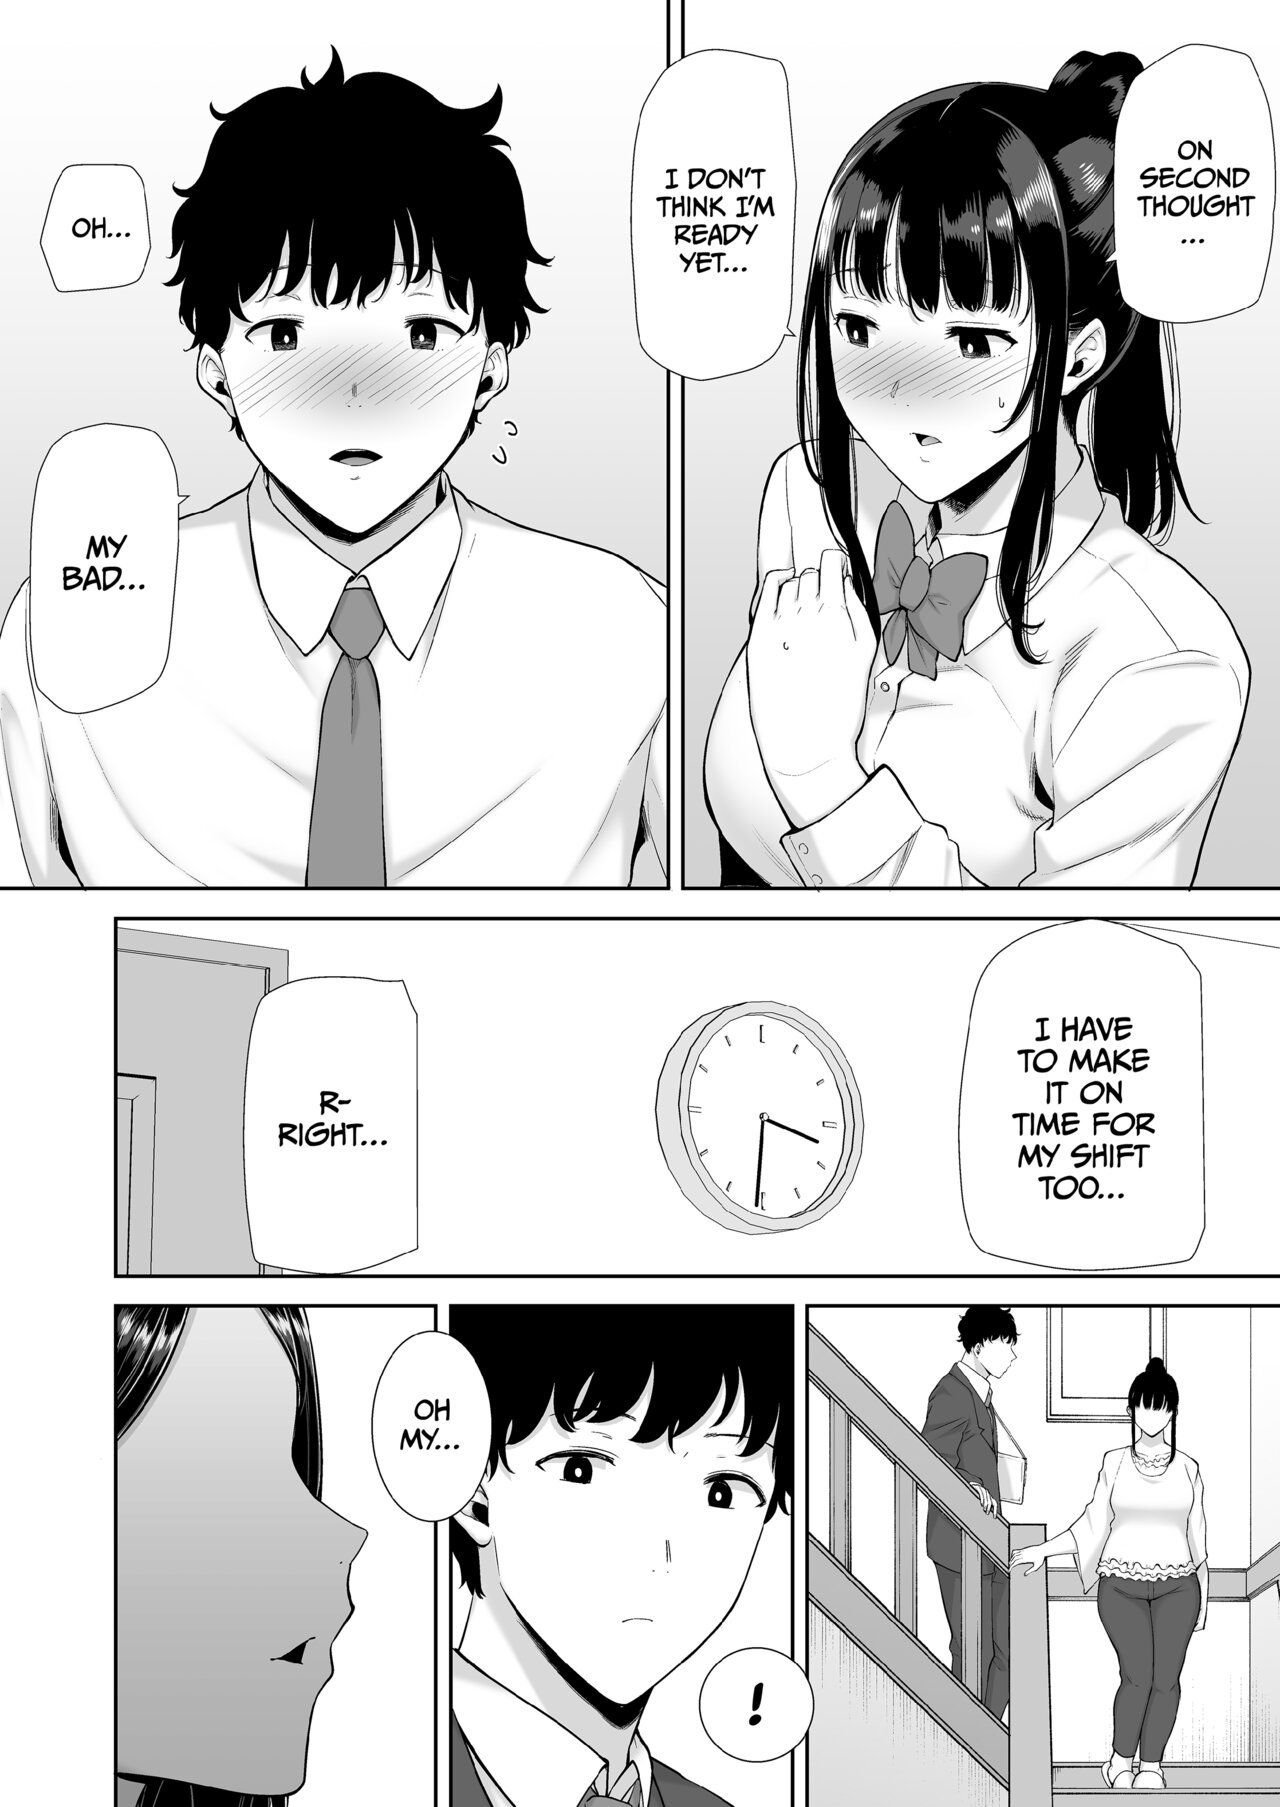 ON
SECOND
THOUGHT
...
I DON'T
THINK I'M
READY
YET...
OH...
MY
BAD...
I HAVE
TO MAKE
IT ON
TIME FOR
MY SHIFT
TOO...
R-
RIGHT...
!
OH
MY...